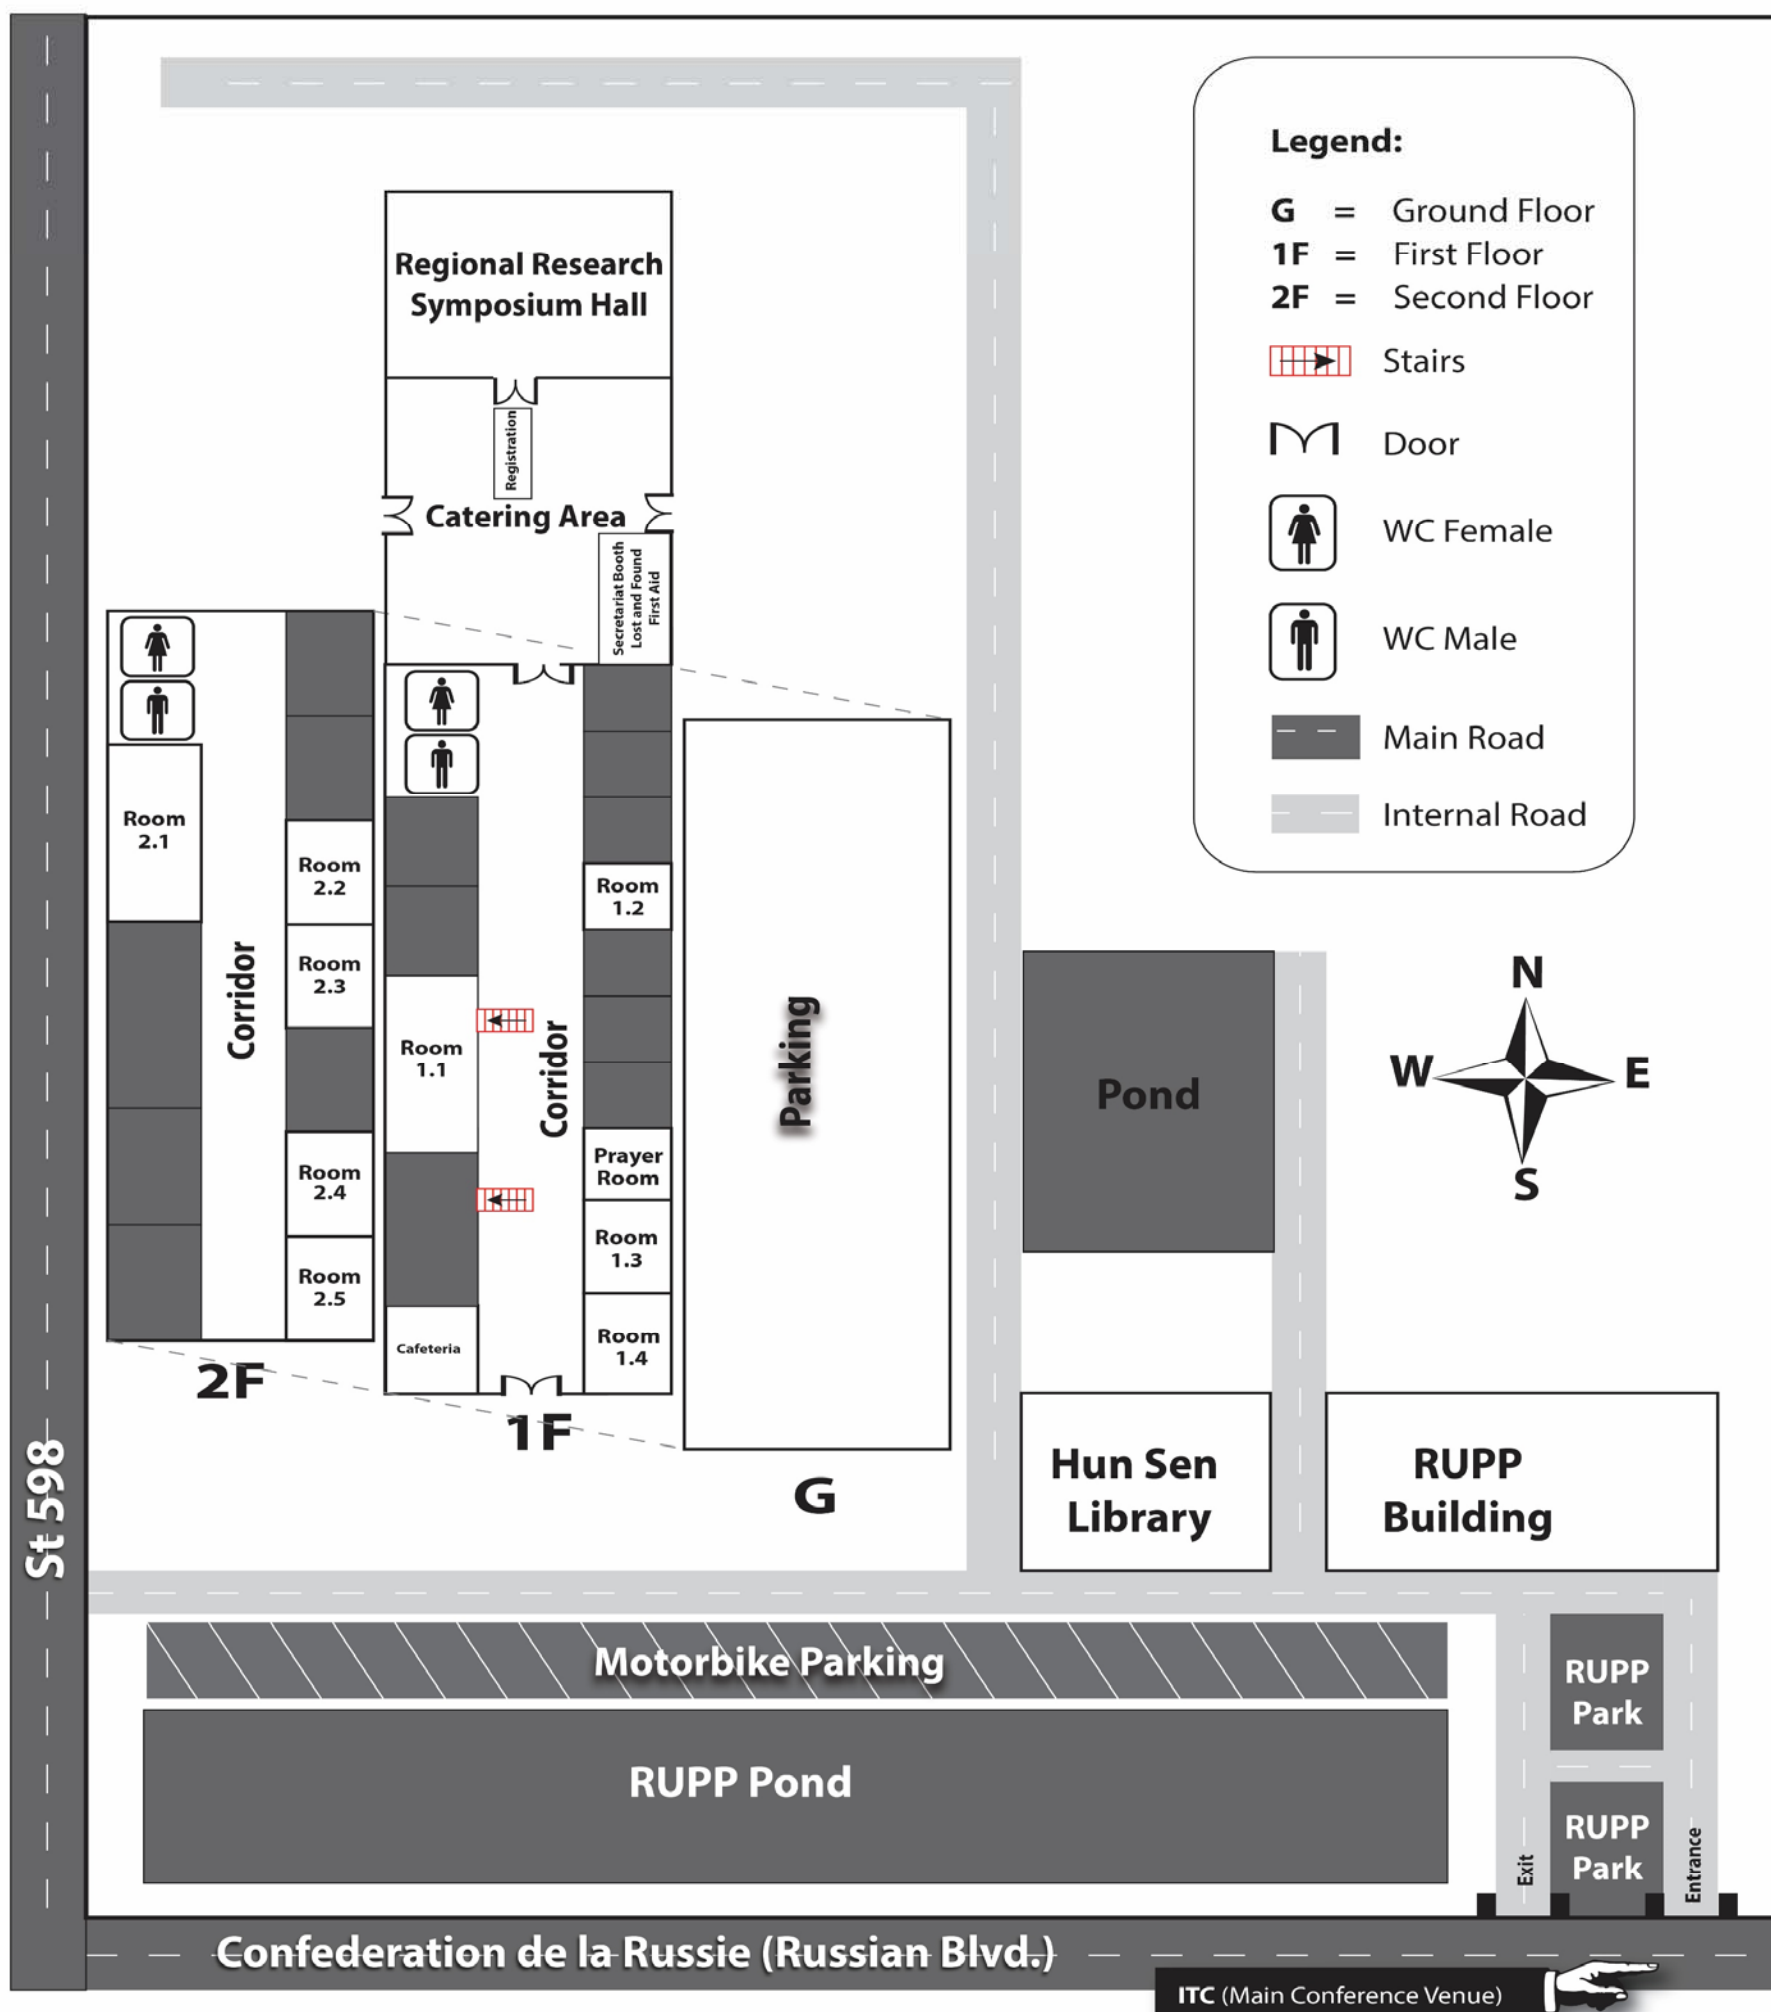 Legend:
G = Ground Floor
1F = First Floor
2F = Second Floor
Stairs
Door
WC Female
WC Male
Main Road
Internal Road
Regional Research
Symposium Hall
Registration
Catering Area
Secretariat Booth
Lost and Found
First Aid
Room
2.1
Room
2.2
Room
2.3
Room
2.4
Room
2.5
Corridor
2F
Room
1.1
Room
1.2
Corridor
Prayer
Room
Room
1.3
Room
1.4
Cafeteria
1F
Parking
G
Pond
N
W
E
S
Hun Sen
Library
RUPP
Building
St 598
Motorbike Parking
RUPP Pond
RUPP
Park
RUPP
Park
Exit
Entrance
Confederation de la Russie (Russian Blvd.)
ITC (Main Conference Venue)